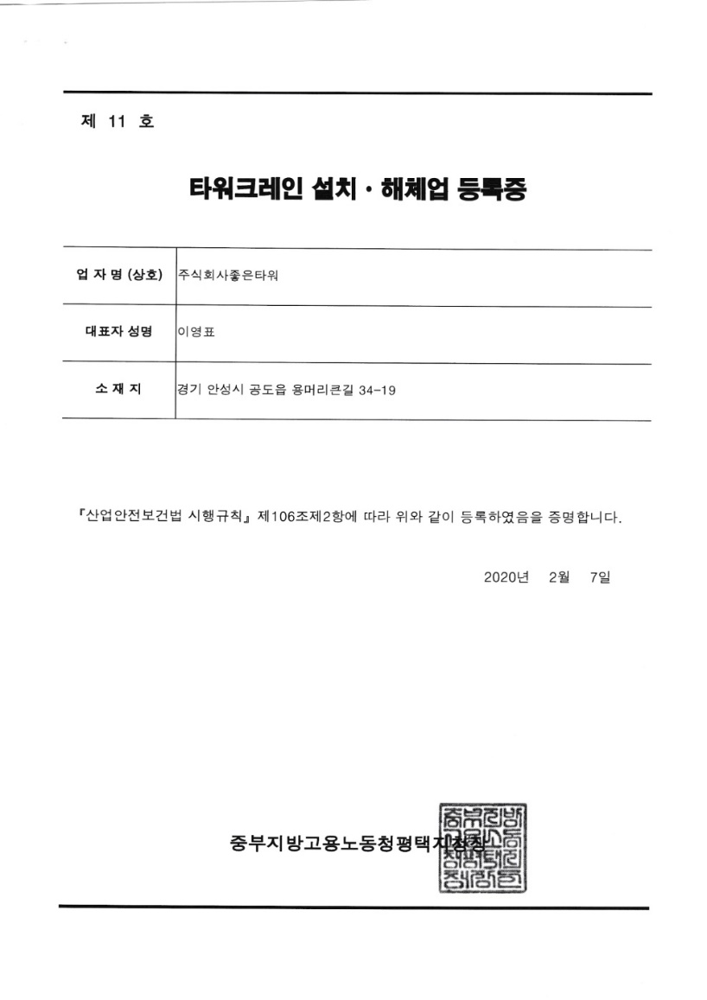 제 11 호
타워크레인 설치·해체업 등록증
업 자 명 (상호) 주식회사좋은타워
대표자 성명 이영표
소 재 지 경기 안성시 공도읍 용머리큰길 34-19
『산업안전보건법 시행규칙』 제106조제2항에 따라 위와 같이 등록하였음을 증명합니다.
2020년 2월 7일
중부지방고용노동청평택지청장